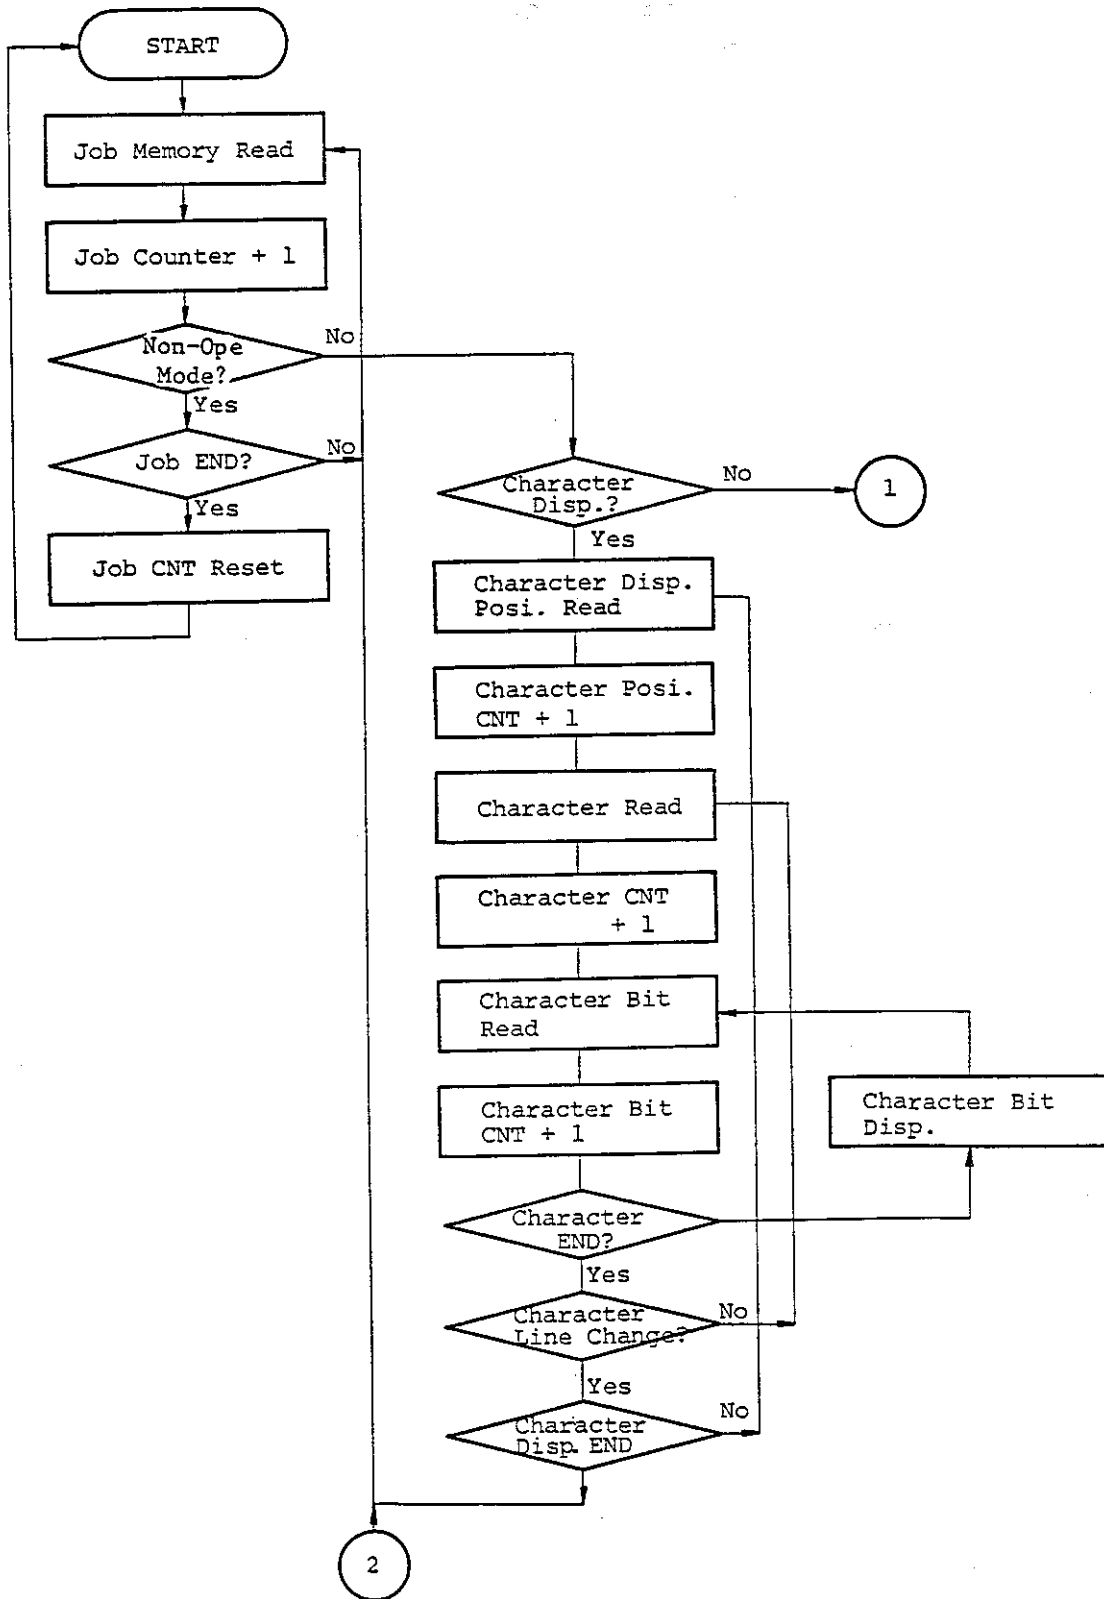 START
Job Memory Read
Job Counter + 1
No
Non-Ope
Mode?
Yes
Job END?
No
Yes
Job CNT Reset
Character
Disp.?
No
1
Yes
Character Disp.
Posi. Read
Character Posi.
CNT + 1
Character Read
Character CNT
+ 1
Character Bit
Read
Character Bit
CNT + 1
Character Bit
Disp.
Character
END?
Yes
Character
Line Change?
No
Yes
Character
Disp. END
No
2